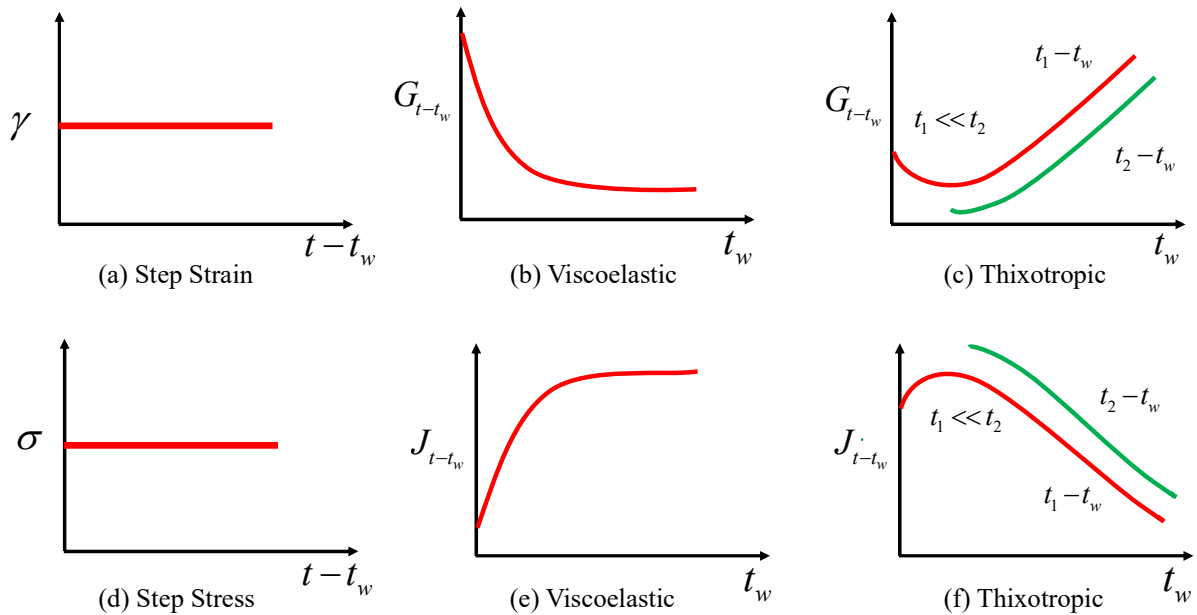 γ
t − t_w
(a) Step Strain
G_{t−t_w}
t_w
(b) Viscoelastic
G_{t−t_w}
t_1 << t_2
t_1 − t_w
t_2 − t_w
t_w
(c) Thixotropic
σ
t − t_w
(d) Step Stress
J_{t−t_w}
t_w
(e) Viscoelastic
J_{t−t_w}
t_1 << t_2
t_2 − t_w
t_1 − t_w
t_w
(f) Thixotropic